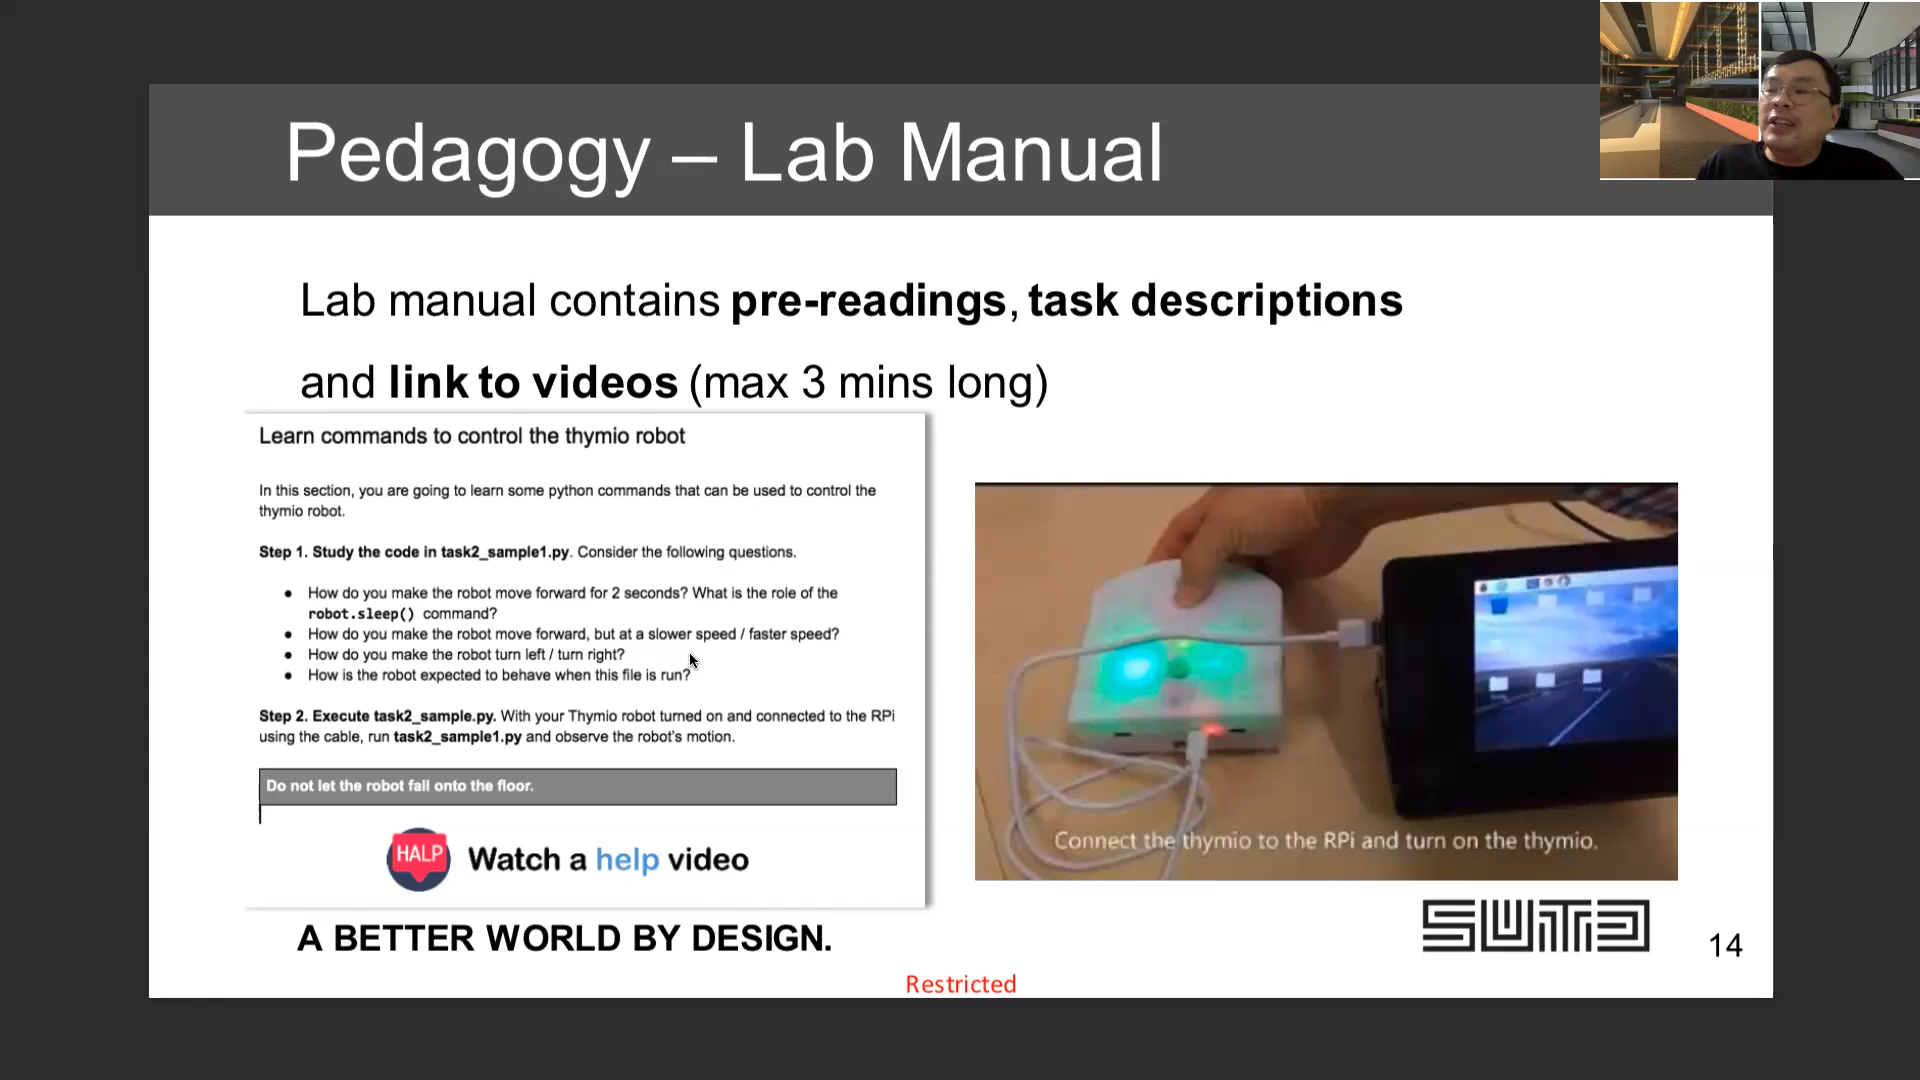 Pedagogy – Lab Manual
Lab manual contains pre-readings, task descriptions
and link to videos (max 3 mins long)
Learn commands to control the thymio robot
In this section, you are going to learn some python commands that can be used to control the
thymio robot.
Step 1. Study the code in task2_sample1.py. Consider the following questions.
● How do you make the robot move forward for 2 seconds? What is the role of the
robot.sleep() command?
● How do you make the robot move forward, but at a slower speed / faster speed?
● How do you make the robot turn left / turn right?
● How is the robot expected to behave when this file is run?
Step 2. Execute task2_sample.py. With your Thymio robot turned on and connected to the RPi
using the cable, run task2_sample1.py and observe the robot's motion.
Do not let the robot fall onto the floor.
HALP
Watch a help video
Connect the thymio to the RPi and turn on the thymio.
A BETTER WORLD BY DESIGN.
SUTD
14
Restricted